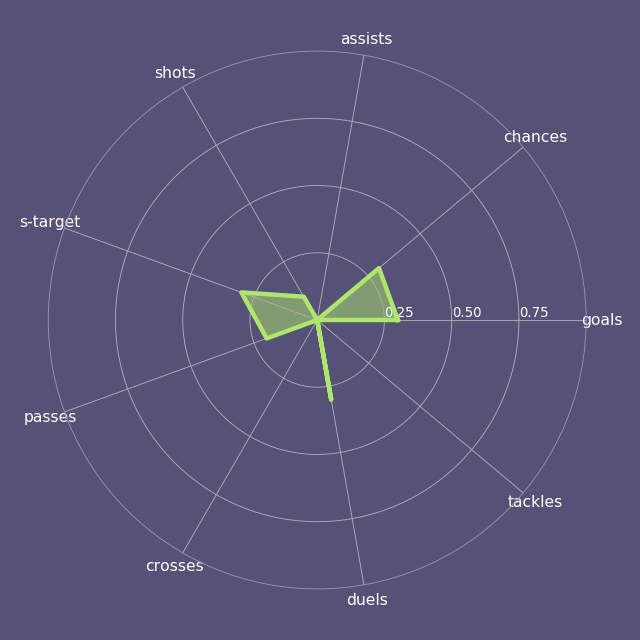 assists
shots
chances
s-target
0.25 0.50 0.75 goals
passes
tackles
crosses
duels